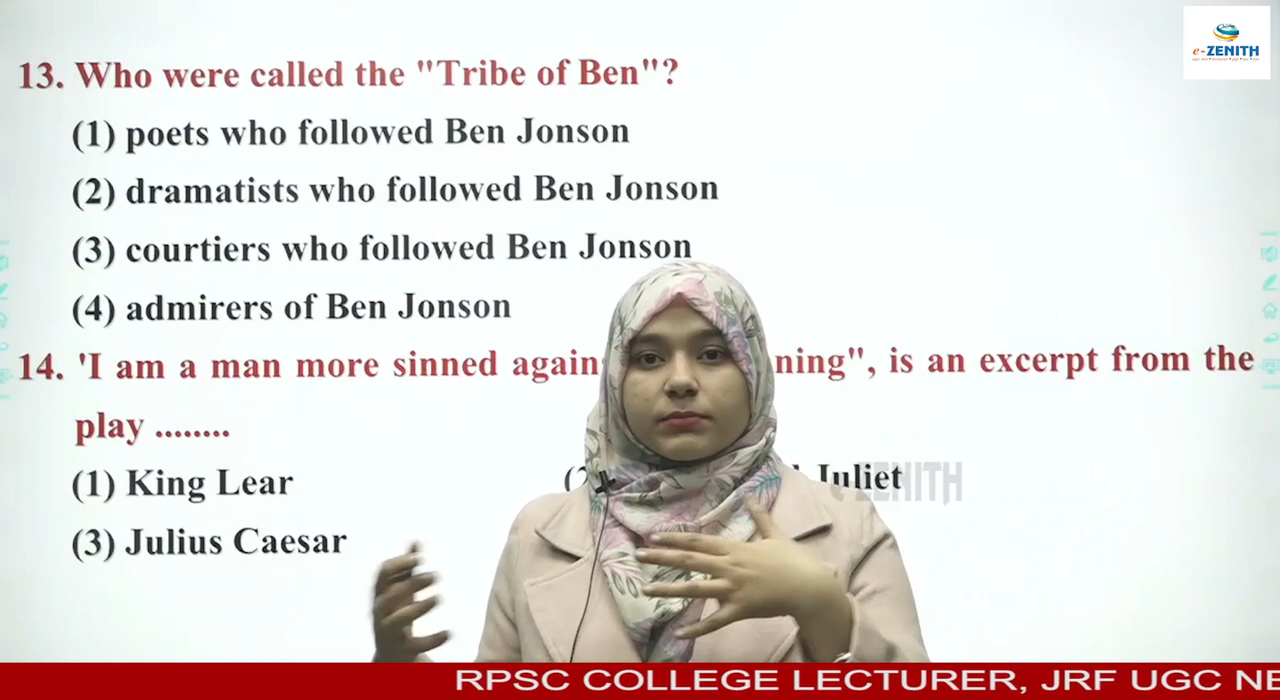 e-ZENITH
13. Who were called the "Tribe of Ben"?
(1) poets who followed Ben Jonson
(2) dramatists who followed Ben Jonson
(3) courtiers who followed Ben Jonson
(4) admirers of Ben Jonson
14. 'I am a man more sinned again ning", is an excerpt from the
play ........
(1) King Lear Juliet
e-ZENITH
(3) Julius Caesar
RPSC COLLEGE LECTURER, JRF UGC NE